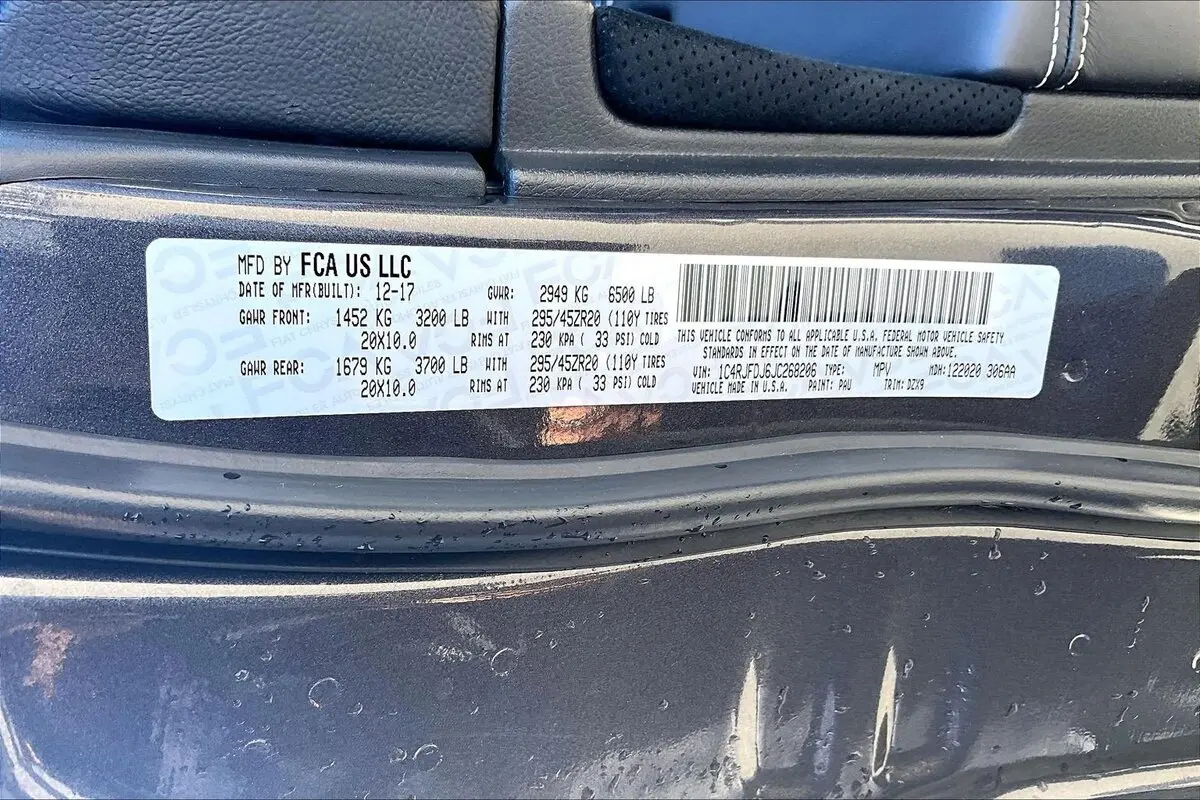 MFD BY FCA US LLC
DATE OF MFR(BUILT): 12-17 GVWR: 2949 KG 6500 LB
GAWR FRONT: 1452 KG 3200 LB WITH 295/45ZR20 (110Y TIRES
20X10.0 RIMS AT 230 KPA ( 33 PSI) COLD
GAWR REAR: 1679 KG 3700 LB WITH 295/45ZR20 (110Y TIRES
20X10.0 RIMS AT 230 KPA ( 33 PSI) COLD
THIS VEHICLE CONFORMS TO ALL APPLICABLE U.S.A. FEDERAL MOTOR VEHICLE SAFETY
STANDARDS IN EFFECT ON THE DATE OF MANUFACTURE SHOWN ABOVE.
VIN: 1C4RJFDJ6JC268206 TYPE: MPV MDH: 122020 306AA
VEHICLE MADE IN U.S.A. PAINT: PAU TRIM: DZX9